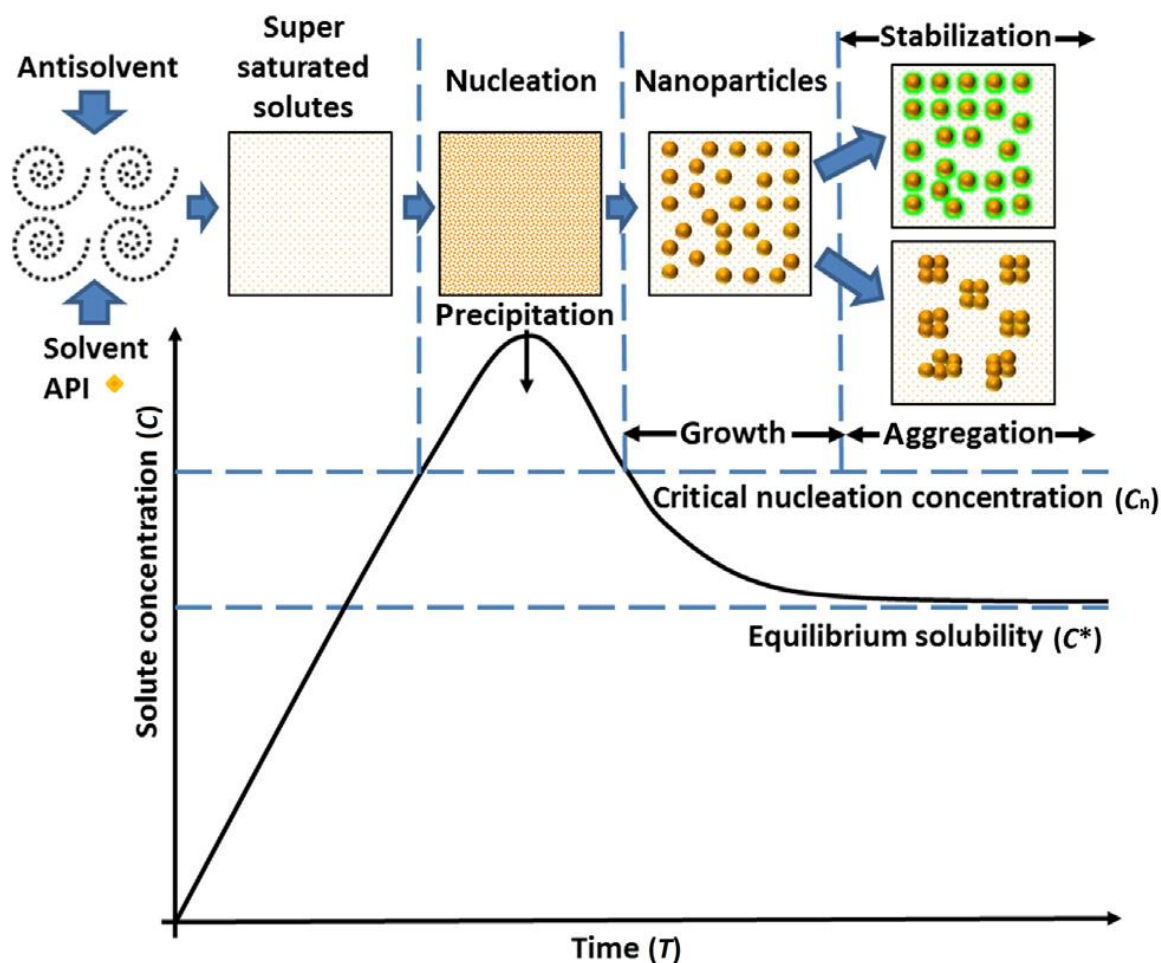 Antisolvent
Super
saturated
solutes
Nucleation
Nanoparticles
Stabilization
Solvent
API
Precipitation
Growth
Aggregation
Critical nucleation concentration (Cn)
Equilibrium solubility (C*)
Solute concentration (C)
Time (T)